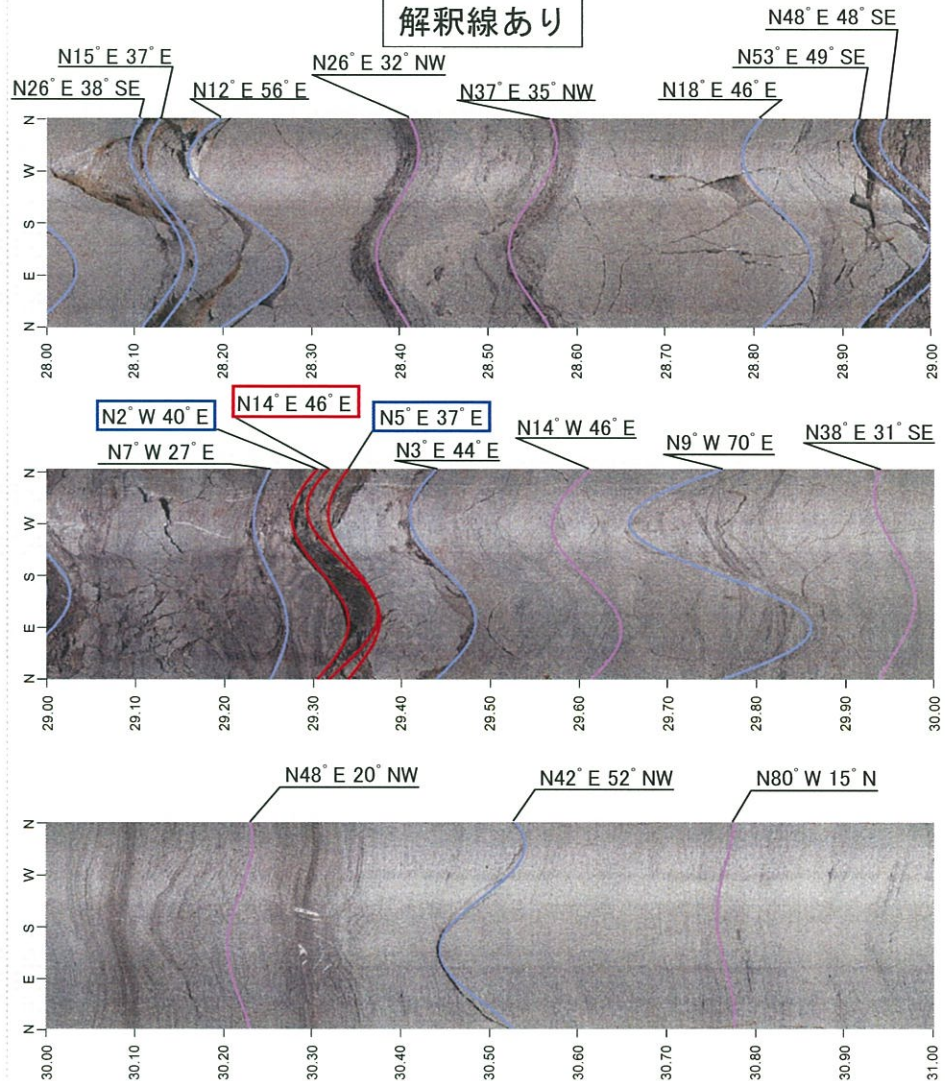 解釈線あり
N48°E 48°SE
N15°E 37°E
N26°E 32°NW
N53°E 49°SE
N26°E 38°SE
N12°E 56°E
N37°E 35°NW
N18°E 46°E
N
W
S
E
N
28.00 28.10 28.20 28.30 28.40 28.50 28.60 28.70 28.80 28.90 29.00
N14°E 46°E
N2°W 40°E
N5°E 37°E
N14°W 46°E
N38°E 31°SE
N7°W 27°E
N3°E 44°E
N9°W 70°E
N
W
S
E
N
29.00 29.10 29.20 29.30 29.40 29.50 29.60 29.70 29.80 29.90 30.00
N48°E 20°NW
N42°E 52°NW
N80°W 15°N
N
W
S
E
N
30.00 30.10 30.20 30.30 30.40 30.50 30.60 30.70 30.80 30.90 31.00